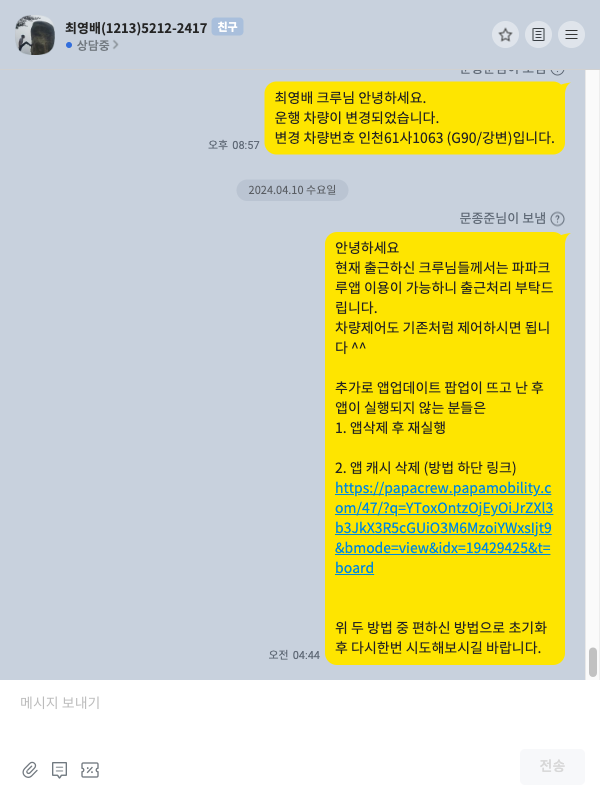 최영배(1213)5212-2417 친구
상담중
오후 08:57
최영배 크루님 안녕하세요.
운행 차량이 변경되었습니다.
변경 차량번호 인천61사1063 (G90/강변)입니다.
2024.04.10 수요일
문종준님이 보냄
안녕하세요
현재 출근하신 크루님들께서는 파파크
루앱 이용이 가능하니 출근처리 부탁드
립니다.
차량제어도 기존처럼 제어하시면 됩니
다 ^^
추가로 앱업데이트 팝업이 뜨고 난 후
앱이 실행되지 않는 분들은
1. 앱삭제 후 재실행
2. 앱 캐시 삭제 (방법 하단 링크)
https://papacrew.papamobility.c
om/47/?q=YToxOntzOjEyOiJrZXl3
b3JkX3R5cGUiO3M6MzoiYWxsIjt9
&bmode=view&idx=19429425&t=
board
위 두 방법 중 편하신 방법으로 초기화
후 다시한번 시도해보시길 바랍니다.
오전 04:44
메시지 보내기
전송